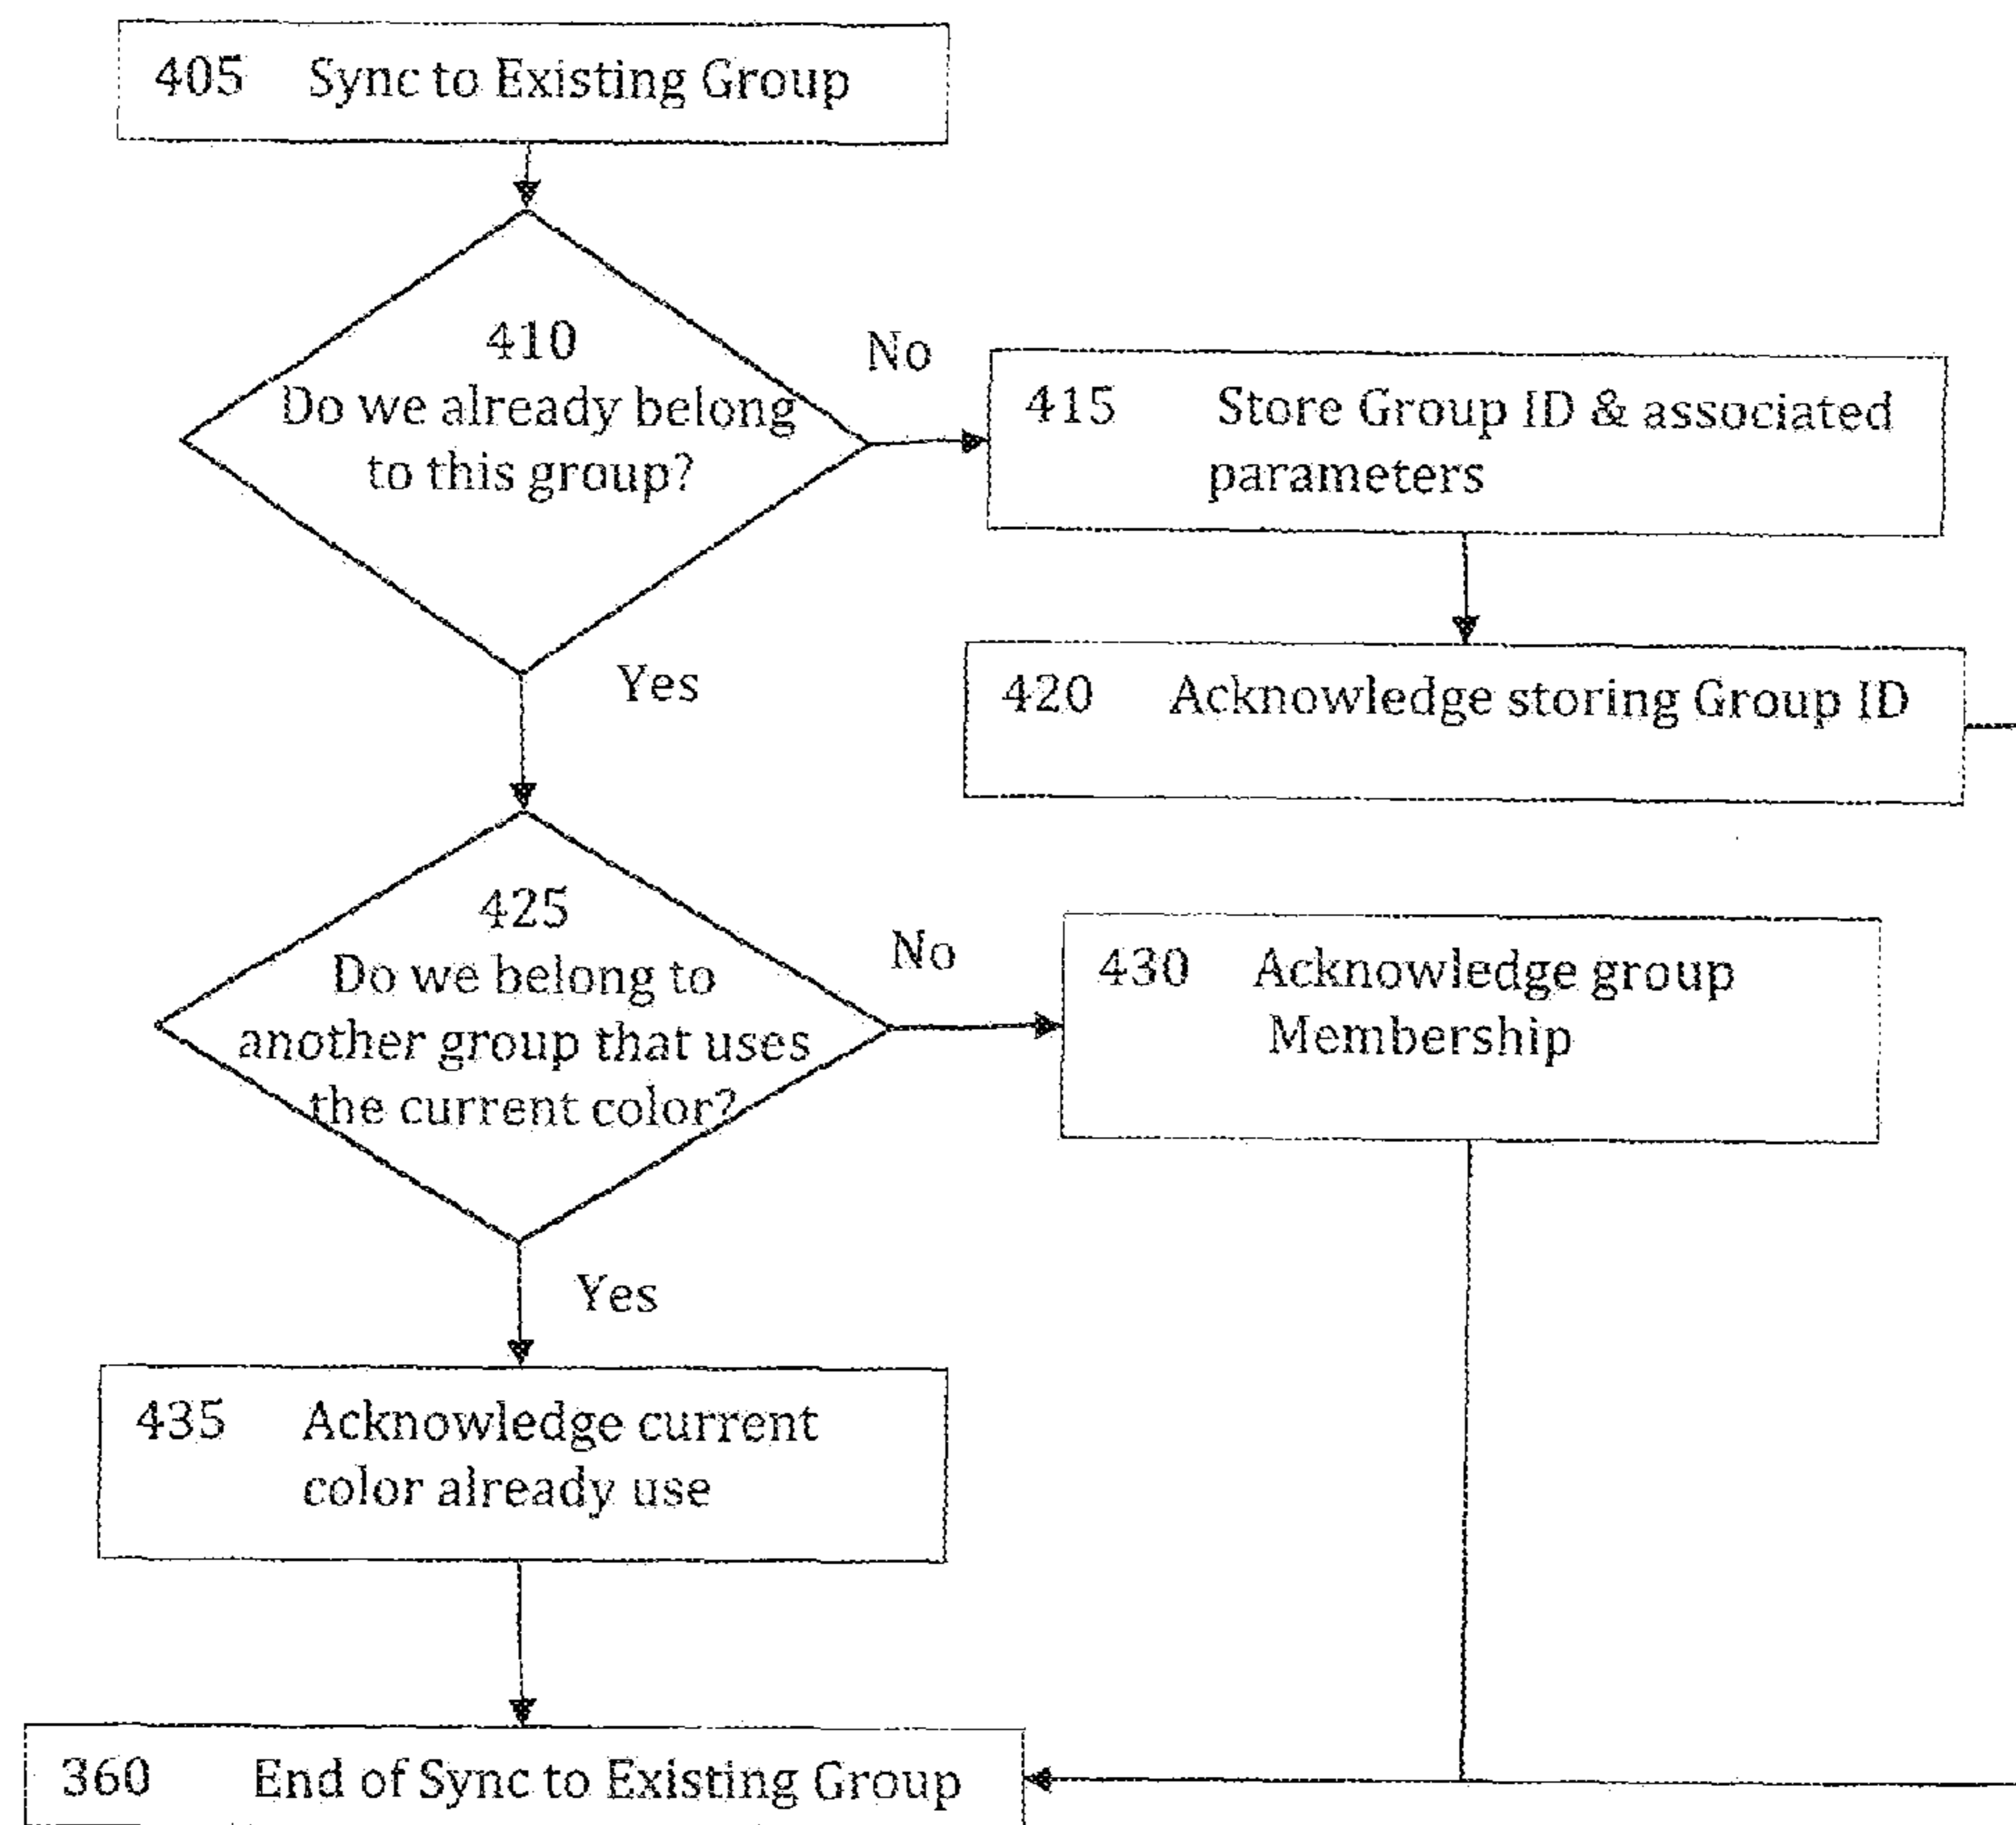 405 Sync to Existing Group
410
Do we already belong
to this group?
No
415 Store Group ID & associated
parameters
Yes
420 Acknowledge storing Group ID
425
Do we belong to
another group that uses
the current color?
No
430 Acknowledge group
Membership
Yes
435 Acknowledge current
color already use
360 End of Sync to Existing Group